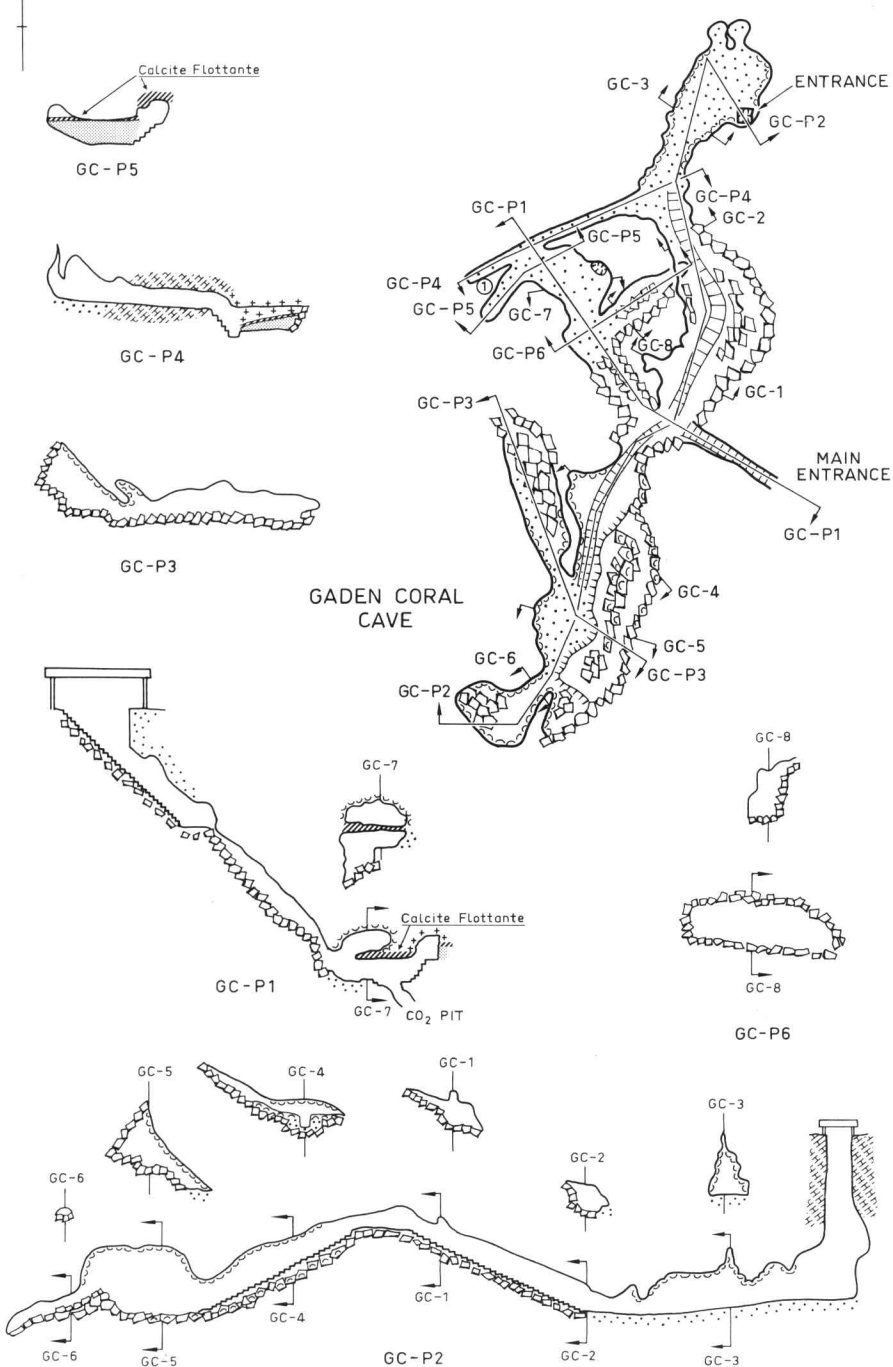 Calcite Flottante
GC-P5
GC-P4
GC-P3
GC-3
ENTRANCE
GC-P2
GC-P4
GC-2
GC-P1
GC-P5
GC-P4
1
GC-P5
GC-7
GC-P6
GC-8
GC-1
GC-P3
MAIN
ENTRANCE
GC-P1
GADEN CORAL
CAVE
GC-4
GC-5
GC-6
GC-P3
GC-P2
GC-7
Calcite Flottante
GC-P1
GC-7
CO₂ PIT
GC-8
GC-8
GC-P6
GC-5
GC-4
GC-1
GC-3
GC-2
GC-6
GC-6
GC-5
GC-4
GC-1
GC-2
GC-3
GC-P2